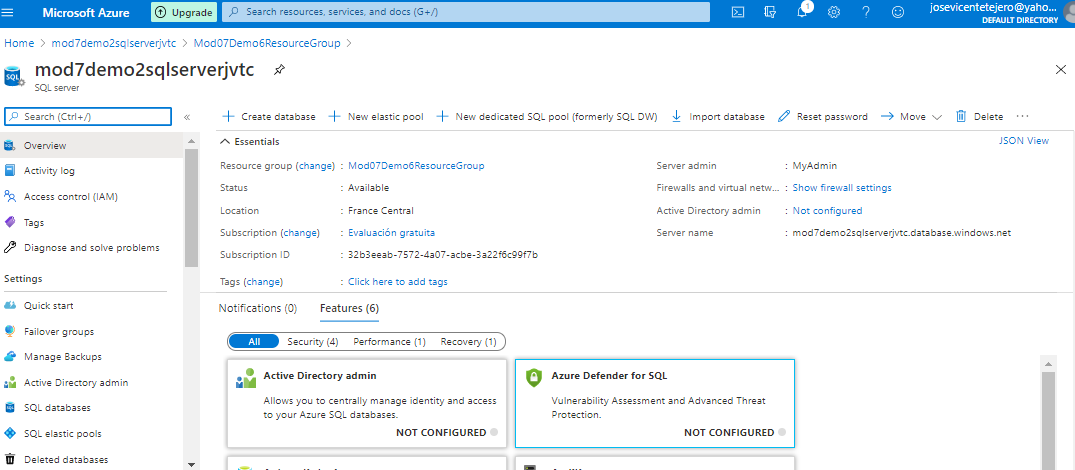 Microsoft Azure
Upgrade
Search resources, services, and docs (G+/)
1
josevicentetejero@yaho...
DEFAULT DIRECTORY
Home > mod7demo2sqlserverjvtc > Mod07Demo6ResourceGroup >
SQL
mod7demo2sqlserverjvtc
SQL server
Search (Ctrl+/)
«
Create database
New elastic pool
New dedicated SQL pool (formerly SQL DW)
Import database
Reset password
Move
Delete
...
Overview
Activity log
Access control (IAM)
Tags
Diagnose and solve problems
Settings
Quick start
Failover groups
Manage Backups
Active Directory admin
SQL databases
SQL elastic pools
Deleted databases
Essentials
JSON View
Resource group (change) : Mod07Demo6ResourceGroup
Status : Available
Location : France Central
Subscription (change) : Evaluación gratuita
Subscription ID : 32b3eeab-7572-4a07-acbe-3a22f6c99f7b
Tags (change) : Click here to add tags
Server admin : MyAdmin
Firewalls and virtual netw... : Show firewall settings
Active Directory admin : Not configured
Server name : mod7demo2sqlserverjvtc.database.windows.net
Notifications (0)
Features (6)
All
Security (4)
Performance (1)
Recovery (1)
Active Directory admin
Allows you to centrally manage identity and access
to your Azure SQL databases.
NOT CONFIGURED
Azure Defender for SQL
Vulnerability Assessment and Advanced Threat
Protection.
NOT CONFIGURED